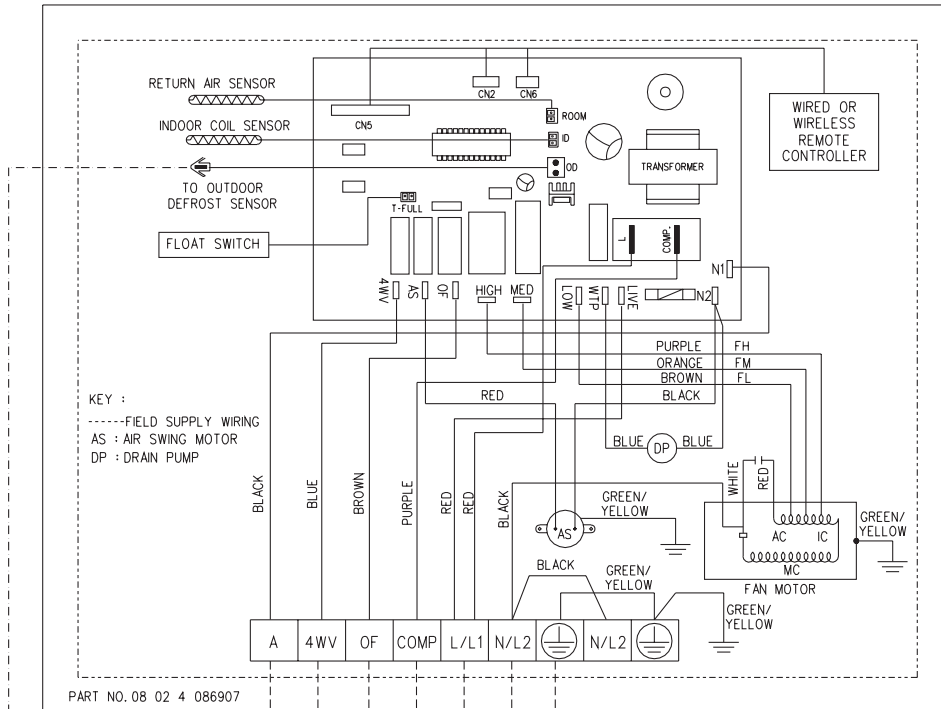 RETURN AIR SENSOR
INDOOR COIL SENSOR
TO OUTDOOR
DEFROST SENSOR
FLOAT SWITCH
CN5
CN2
CN6
ROOM
ID
OD
T-FULL
TRANSFORMER
WIRED OR
WIRELESS
REMOTE
CONTROLLER
L
COMP.
4WV
AS
OF
HIGH
MED
LOW
WTP
LIVE
N1
N2
PURPLE FH
ORANGE FM
BROWN FL
RED
BLACK
BLUE
DP
BLUE
KEY :
------FIELD SUPPLY WIRING
AS : AIR SWING MOTOR
DP : DRAIN PUMP
BLACK
BLUE
BROWN
PURPLE
RED
RED
BLACK
GREEN/
YELLOW
AS
WHITE
RED
AC
IC
MC
FAN MOTOR
GREEN/
YELLOW
BLACK
GREEN/
YELLOW
GREEN/
YELLOW
A 4WV OF COMP L/L1 N/L2 N/L2
PART NO. 08 02 4 086907